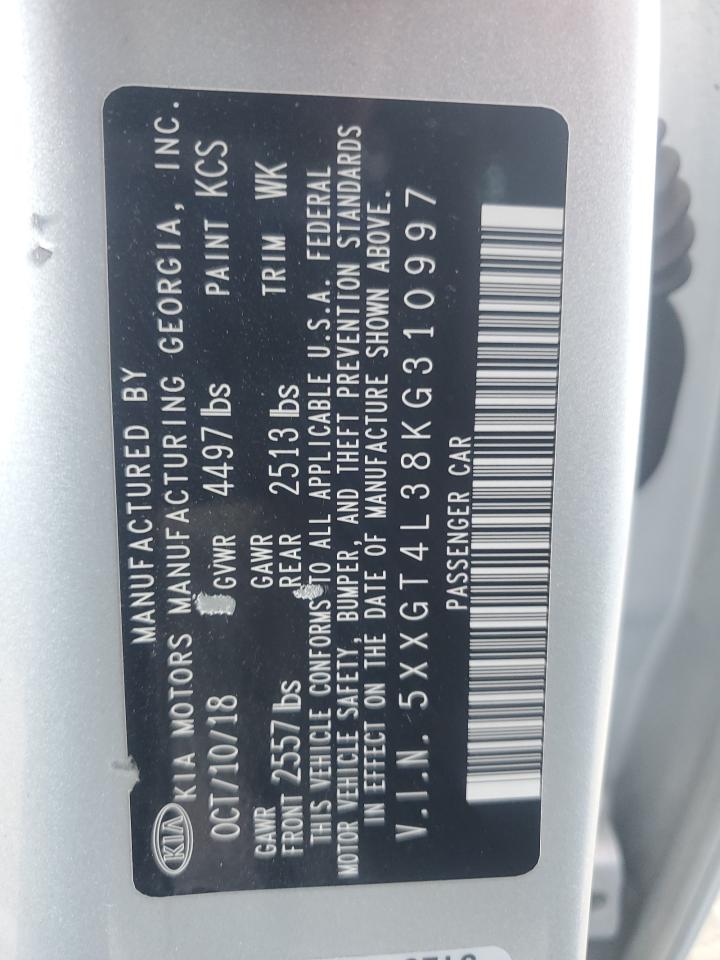 MANUFACTURED BY
KIA KIA MOTORS MANUFACTURING GEORGIA, INC.
OCT/10/18 GVWR 4497 lbs PAINT KCS
GAWR FRONT 2557 lbs GAWR REAR 2513 lbs TRIM WK
THIS VEHICLE CONFORMS TO ALL APPLICABLE U.S.A. FEDERAL
MOTOR VEHICLE SAFETY, BUMPER, AND THEFT PREVENTION STANDARDS
IN EFFECT ON THE DATE OF MANUFACTURE SHOWN ABOVE.
V.I.N. 5XXGT4L38KG310997
PASSENGER CAR